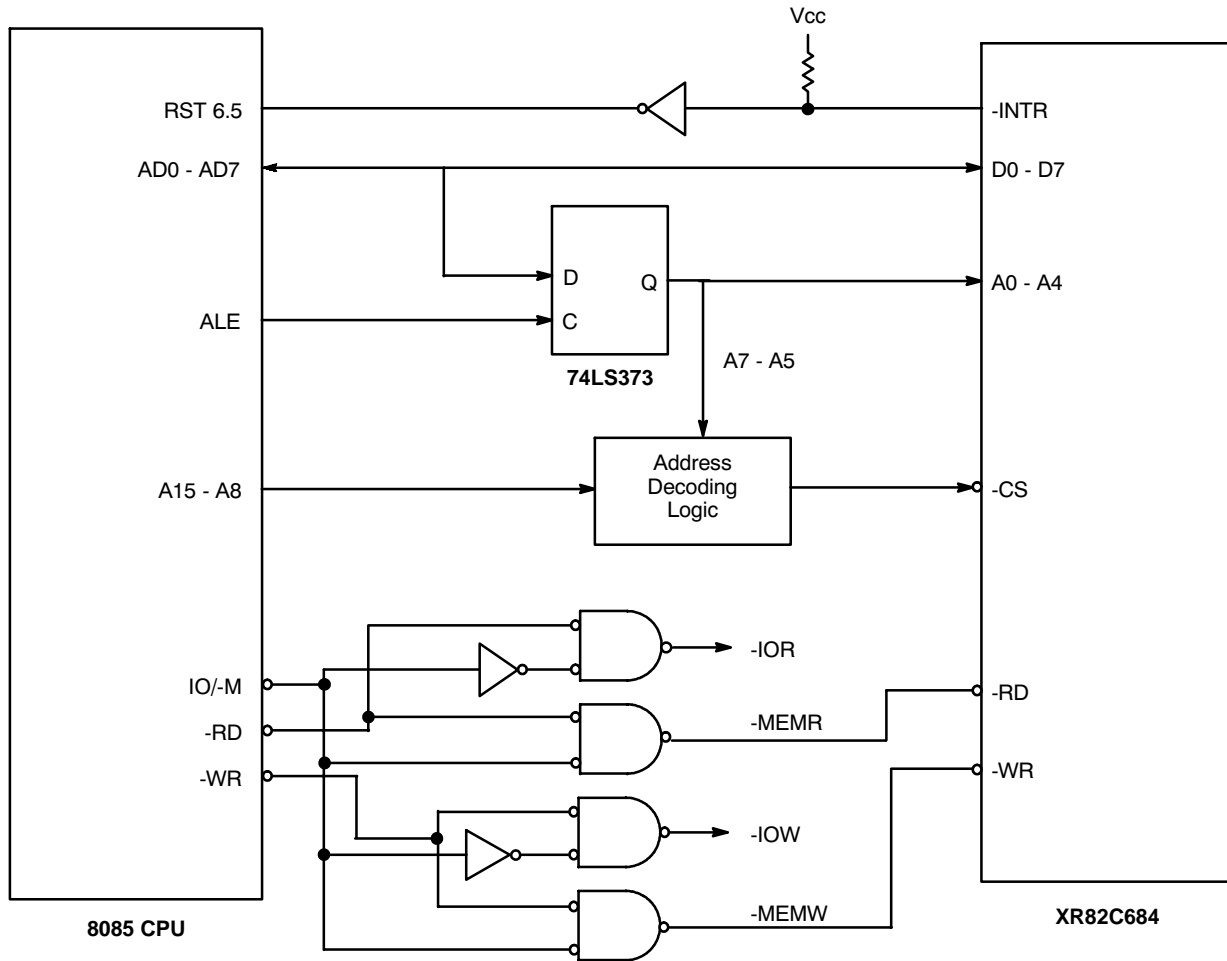 Vcc
RST 6.5
-INTR
AD0 - AD7
D0 - D7
D
Q
A0 - A4
ALE
C
74LS373
A7 - A5
Address
Decoding
Logic
A15 - A8
-CS
-IOR
IO/-M
-RD
-WR
-MEMR
-RD
-WR
-IOW
-MEMW
8085 CPU
XR82C684